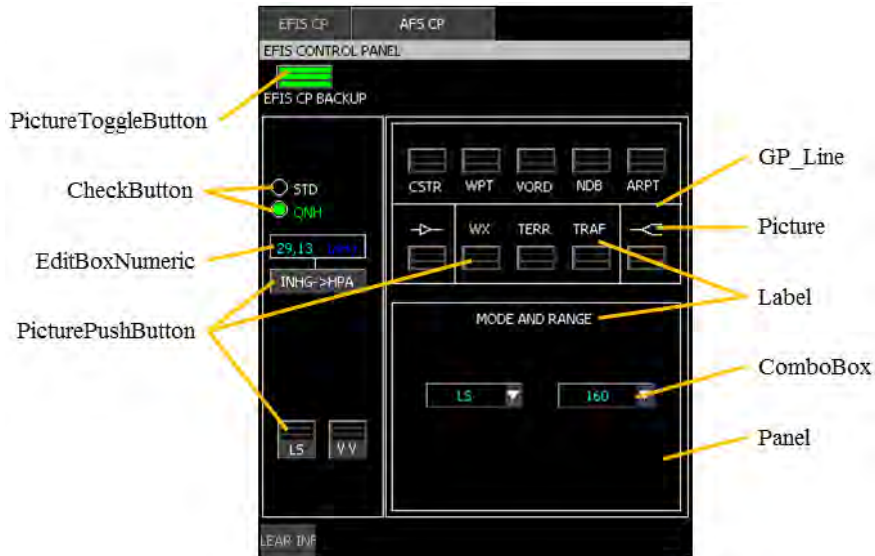 EFIS CP AFS CP
EFIS CONTROL PANEL
EFIS CP BACKUP
PictureToggleButton
GP_Line
CSTR WPT VORD NDB ARPT
CheckButton
STD
QNH
Picture
WX TERR TRAF
EditBoxNumeric
29,13
INHG->HPA
Label
PicturePushButton
MODE AND RANGE
ComboBox
LS 160
Panel
LS VV
LEAR INF